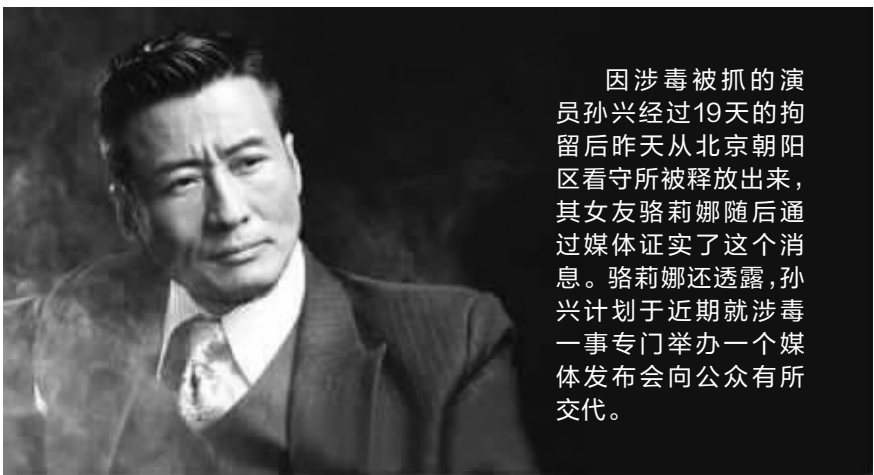 因涉毒被抓的演
员孙兴经过19天的拘
留后昨天从北京朝阳
区看守所被释放出来，
其女友骆莉娜随后通
过媒体证实了这个消
息。骆莉娜还透露，孙
兴计划于近期就涉毒
一事专门举办一个媒
体发布会向公众有所
交代。